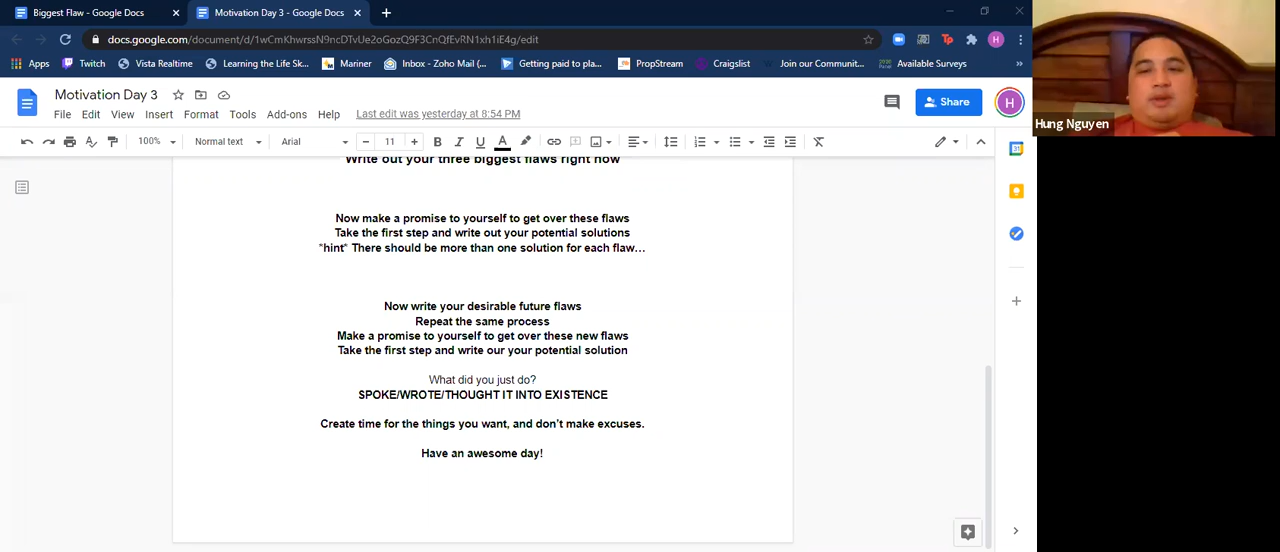 Biggest Flaw - Google Docs
Motivation Day 3 - Google Docs
docs.google.com/document/d/1wCmKhwrssN9ncDTvUe2oGozQ9F3CnQfEvRN1xh1iE4g/edit
Apps Twitch Vista Realtime Learning the Life Sk... Mariner Inbox - Zoho Mail (... Getting paid to pla... PropStream Craigslist Join our Communit... Available Surveys »
Motivation Day 3
File Edit View Insert Format Tools Add-ons Help Last edit was yesterday at 8:54 PM
Share
H
100% Normal text Arial 11 B I U A
Write out your three biggest flaws right now
Now make a promise to yourself to get over these flaws
Take the first step and write out your potential solutions
*hint* There should be more than one solution for each flaw...
Now write your desirable future flaws
Repeat the same process
Make a promise to yourself to get over these new flaws
Take the first step and write our your potential solution
What did you just do?
SPOKE/WROTE/THOUGHT IT INTO EXISTENCE
Create time for the things you want, and don't make excuses.
Have an awesome day!
Hung Nguyen